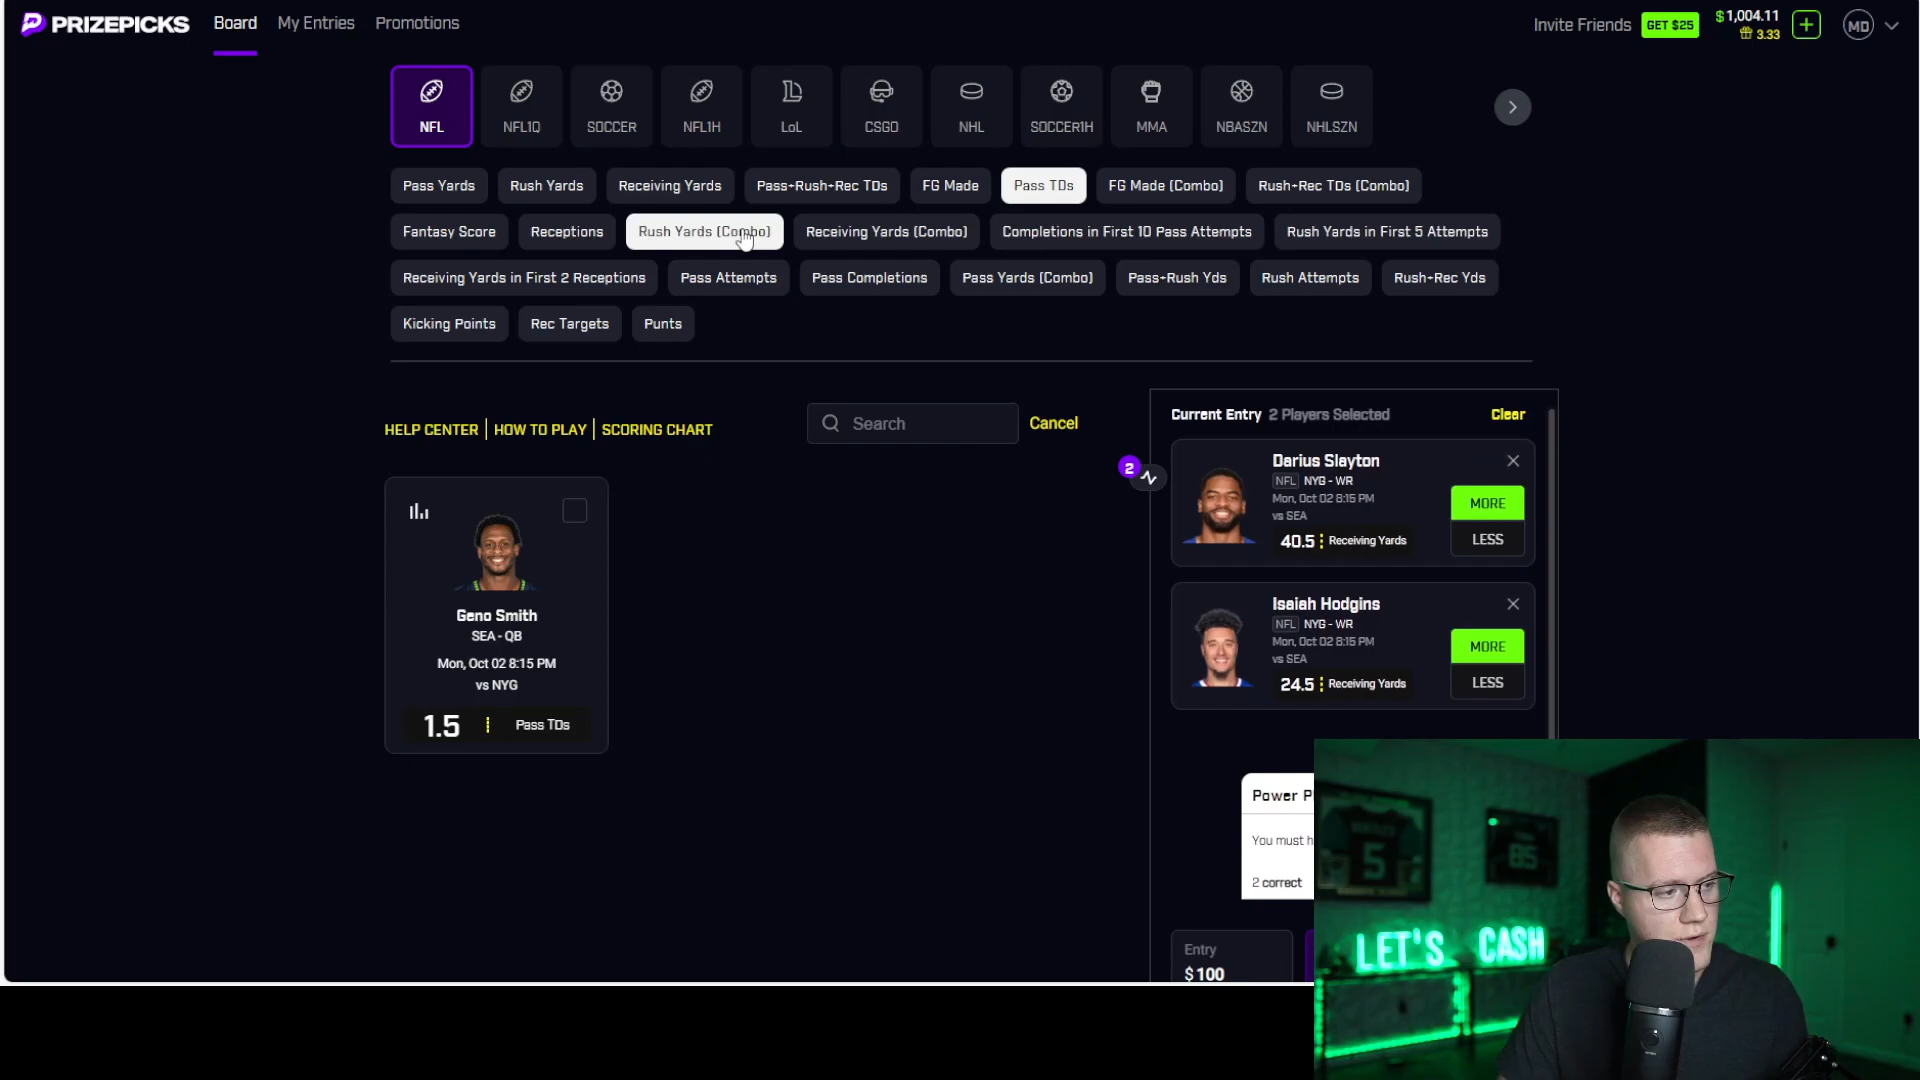 PRIZEPICKS Board My Entries Promotions Invite Friends GET $25 $1,004.11 3.33 MD
NFL NFL1Q SOCCER NFL1H LoL CSGO NHL SOCCER1H MMA NBASZN NHLSZN
Pass Yards Rush Yards Receiving Yards Pass+Rush+Rec TDs FG Made Pass TDs FG Made (Combo) Rush+Rec TDs (Combo)
Fantasy Score Receptions Rush Yards (Combo) Receiving Yards (Combo) Completions in First 10 Pass Attempts Rush Yards in First 5 Attempts
Receiving Yards in First 2 Receptions Pass Attempts Pass Completions Pass Yards (Combo) Pass+Rush Yds Rush Attempts Rush+Rec Yds
Kicking Points Rec Targets Punts
HELP CENTER HOW TO PLAY SCORING CHART Search Cancel
Geno Smith
SEA - QB
Mon, Oct 02 8:15 PM
vs NYG
1.5 Pass TDs
Current Entry 2 Players Selected Clear
2
Darius Slayton
NFL NYG - WR
Mon, Oct 02 8:15 PM
vs SEA
40.5 Receiving Yards
MORE
LESS
Isaiah Hodgins
NFL NYG - WR
Mon, Oct 02 8:15 PM
vs SEA
24.5 Receiving Yards
MORE
LESS
Power P
You must h
2 correct
Entry
$100
5
85
LET'S CASH